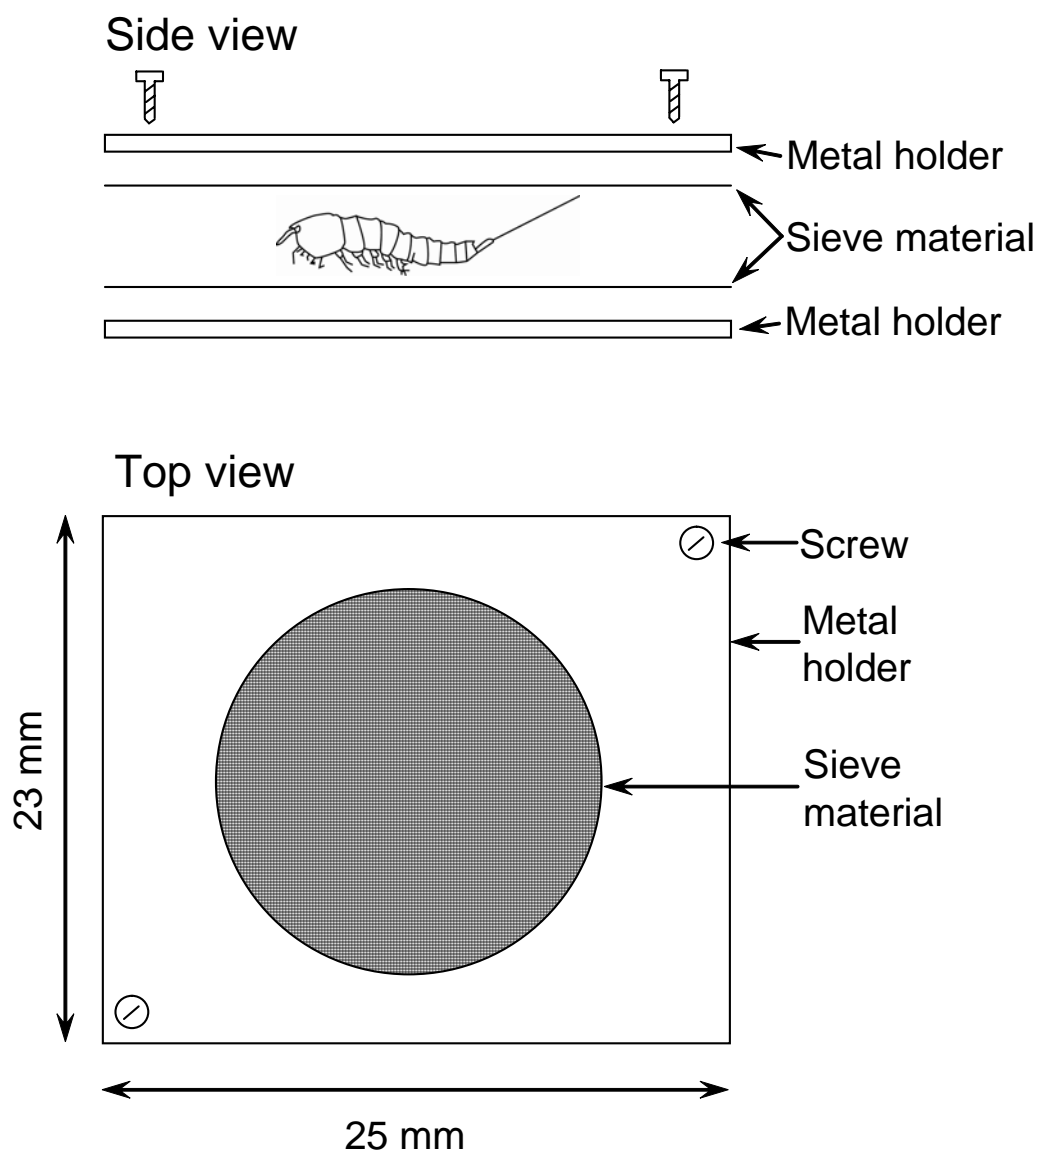 Side view
Metal holder
Sieve material
Metal holder
Top view
Screw
Metal
holder
Sieve
material
23 mm
25 mm